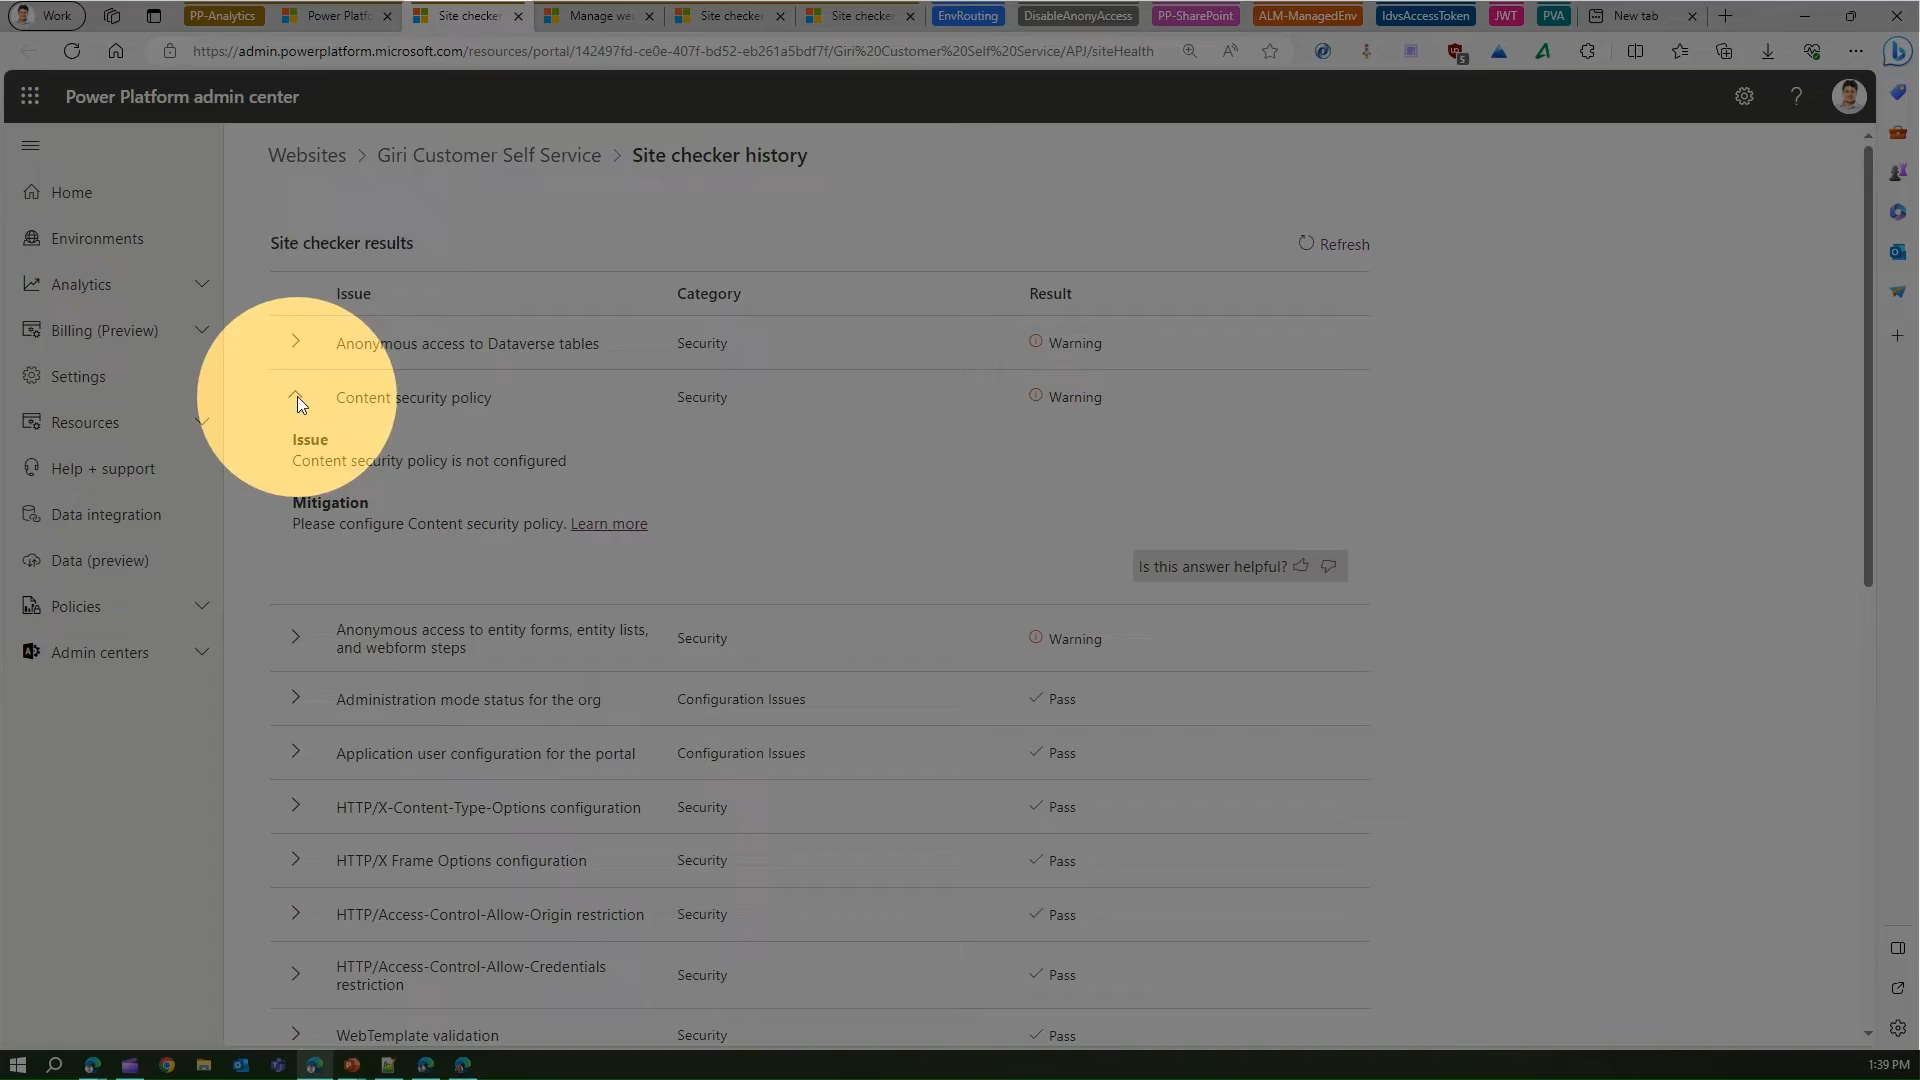 Work
PP-Analytics
Power Platfo
Site checker
Manage we
Site checke
Site checke
EnvRouting
DisableAnonyAccess
PP-SharePoint
ALM-ManagedEnv
IdvsAccessToken
JWT
PVA
New tab
https://admin.powerplatform.microsoft.com/resources/portal/142497fd-ce0e-407f-bd52-eb261a5bdf7f/Giri%20Customer%20Self%20Service/APJ/siteHealth
5
Power Platform admin center
Websites > Giri Customer Self Service > Site checker history
Home
Environments
Analytics
Billing (Preview)
Settings
Resources
Help + support
Data integration
Data (preview)
Policies
Admin centers
Site checker results
Refresh
Issue Category Result
Anonymous access to Dataverse tables Security Warning
Content security policy Security Warning
Issue
Content security policy is not configured
Mitigation
Please configure Content security policy. Learn more
Is this answer helpful?
Anonymous access to entity forms, entity lists,
and webform steps
Security Warning
Administration mode status for the org Configuration Issues Pass
Application user configuration for the portal Configuration Issues Pass
HTTP/X-Content-Type-Options configuration Security Pass
HTTP/X Frame Options configuration Security Pass
HTTP/Access-Control-Allow-Origin restriction Security Pass
HTTP/Access-Control-Allow-Credentials
restriction
Security Pass
WebTemplate validation Security Pass
1:39 PM